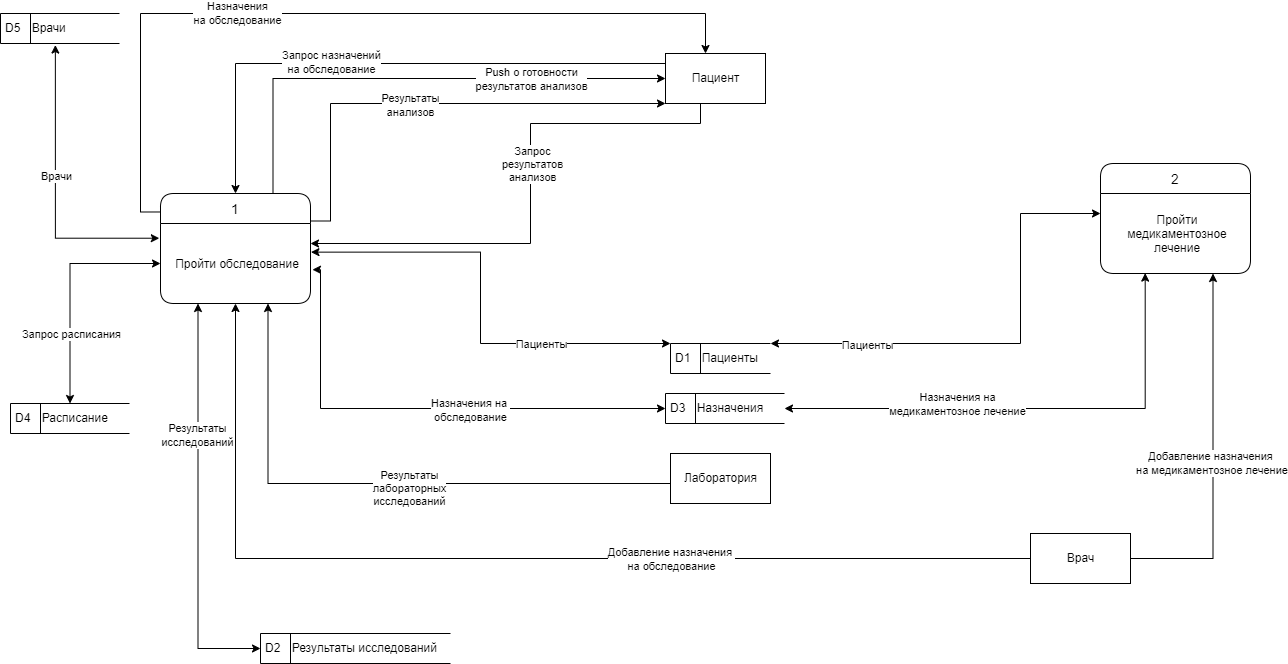 Назначения
на обследование
D5
Врачи
Запрос назначений
на обследование
Push о готовности
результатов анализов
Пациент
Результаты
анализов
Запрос
результатов
анализов
Врачи
1
Пройти обследование
2
Пройти
медикаментозное
лечение
Запрос расписания
Пациенты
D1
Пациенты
Пациенты
D4
Расписание
Назначения на
обследование
D3
Назначения
Назначения на
медикаментозное лечение
Результаты
исследований
Добавление назначения
на медикаментозное лечение
Результаты
лабораторных
исследований
Лаборатория
Добавление назначения
на обследование
Врач
D2
Результаты исследований